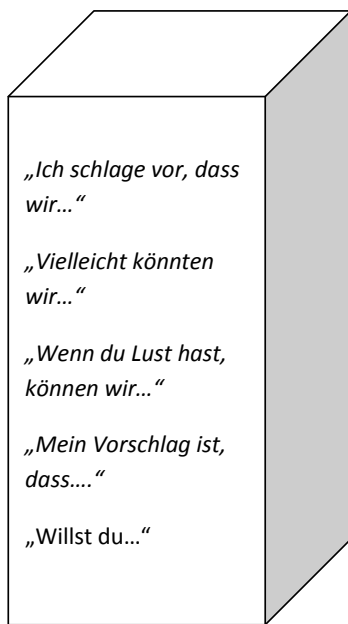 „Ich schlage vor, dass
wir…“
„Vielleicht könnten
wir…“
„Wenn du Lust hast,
können wir…“
„Mein Vorschlag ist,
dass….“
„Willst du…“